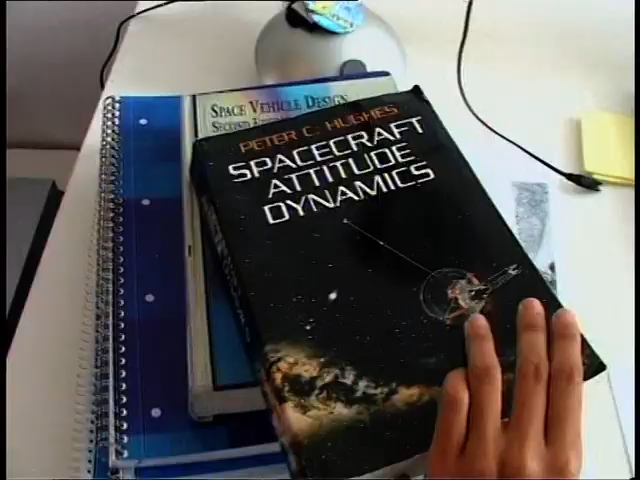 SPACE VEHICLE DESIGN
SECOND
PETER C. HUGHES
SPACECRAFT
ATTITUDE
DYNAMICS